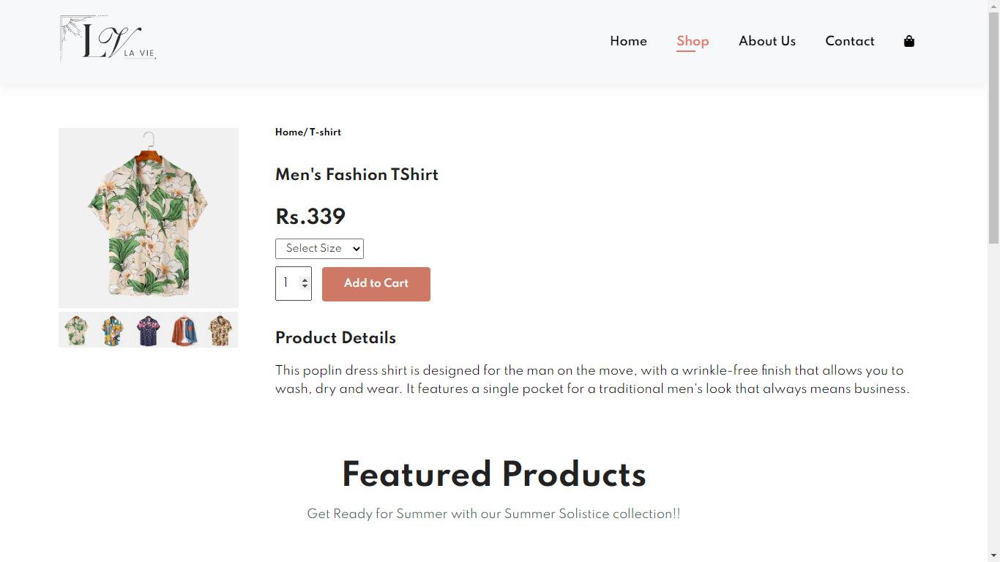 LV
LA VIE
Home
Shop
About Us
Contact
Home/ T-shirt
Men's Fashion TShirt
Rs.339
Select Size
1
Add to Cart
Product Details
This poplin dress shirt is designed for the man on the move, with a wrinkle-free finish that allows you to
wash, dry and wear. It features a single pocket for a traditional men's look that always means business.
Featured Products
Get Ready for Summer with our Summer Solistice collection!!